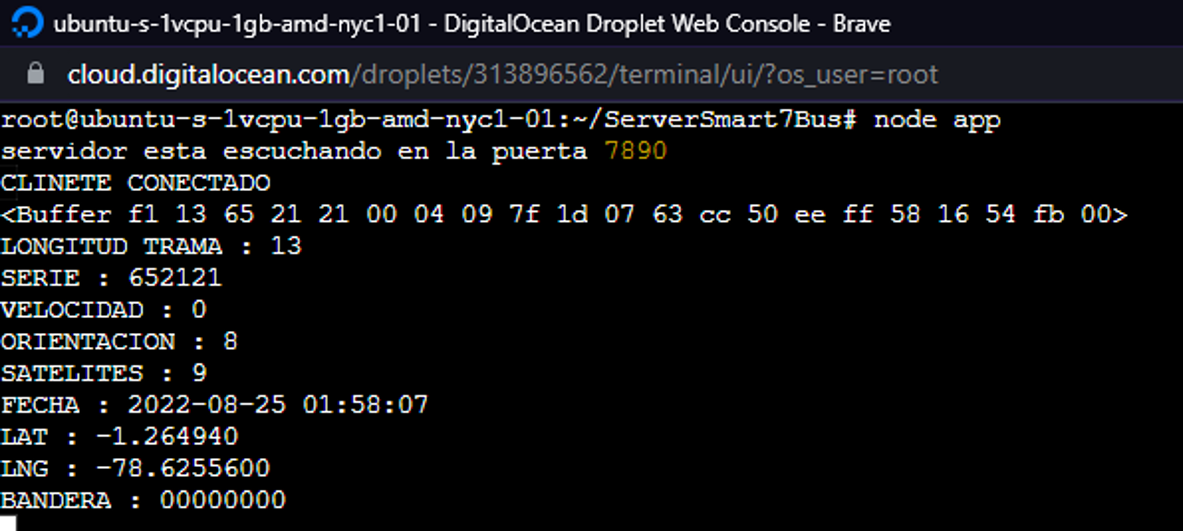 ubuntu-s-1vcpu-1gb-amd-nyc1-01 - DigitalOcean Droplet Web Console - Brave
cloud.digitalocean.com/droplets/313896562/terminal/ui/?os_user=root
root@ubuntu-s-1vcpu-1gb-amd-nyc1-01:~/ServerSmart7Bus# node app
servidor esta escuchando en la puerta 7890
CLINETE CONECTADO
<Buffer f1 13 65 21 21 00 04 09 7f 1d 07 63 cc 50 ee ff 58 16 54 fb 00>
LONGITUD TRAMA : 13
SERIE : 652121
VELOCIDAD : 0
ORIENTACION : 8
SATELITES : 9
FECHA : 2022-08-25 01:58:07
LAT : -1.264940
LNG : -78.6255600
BANDERA : 00000000